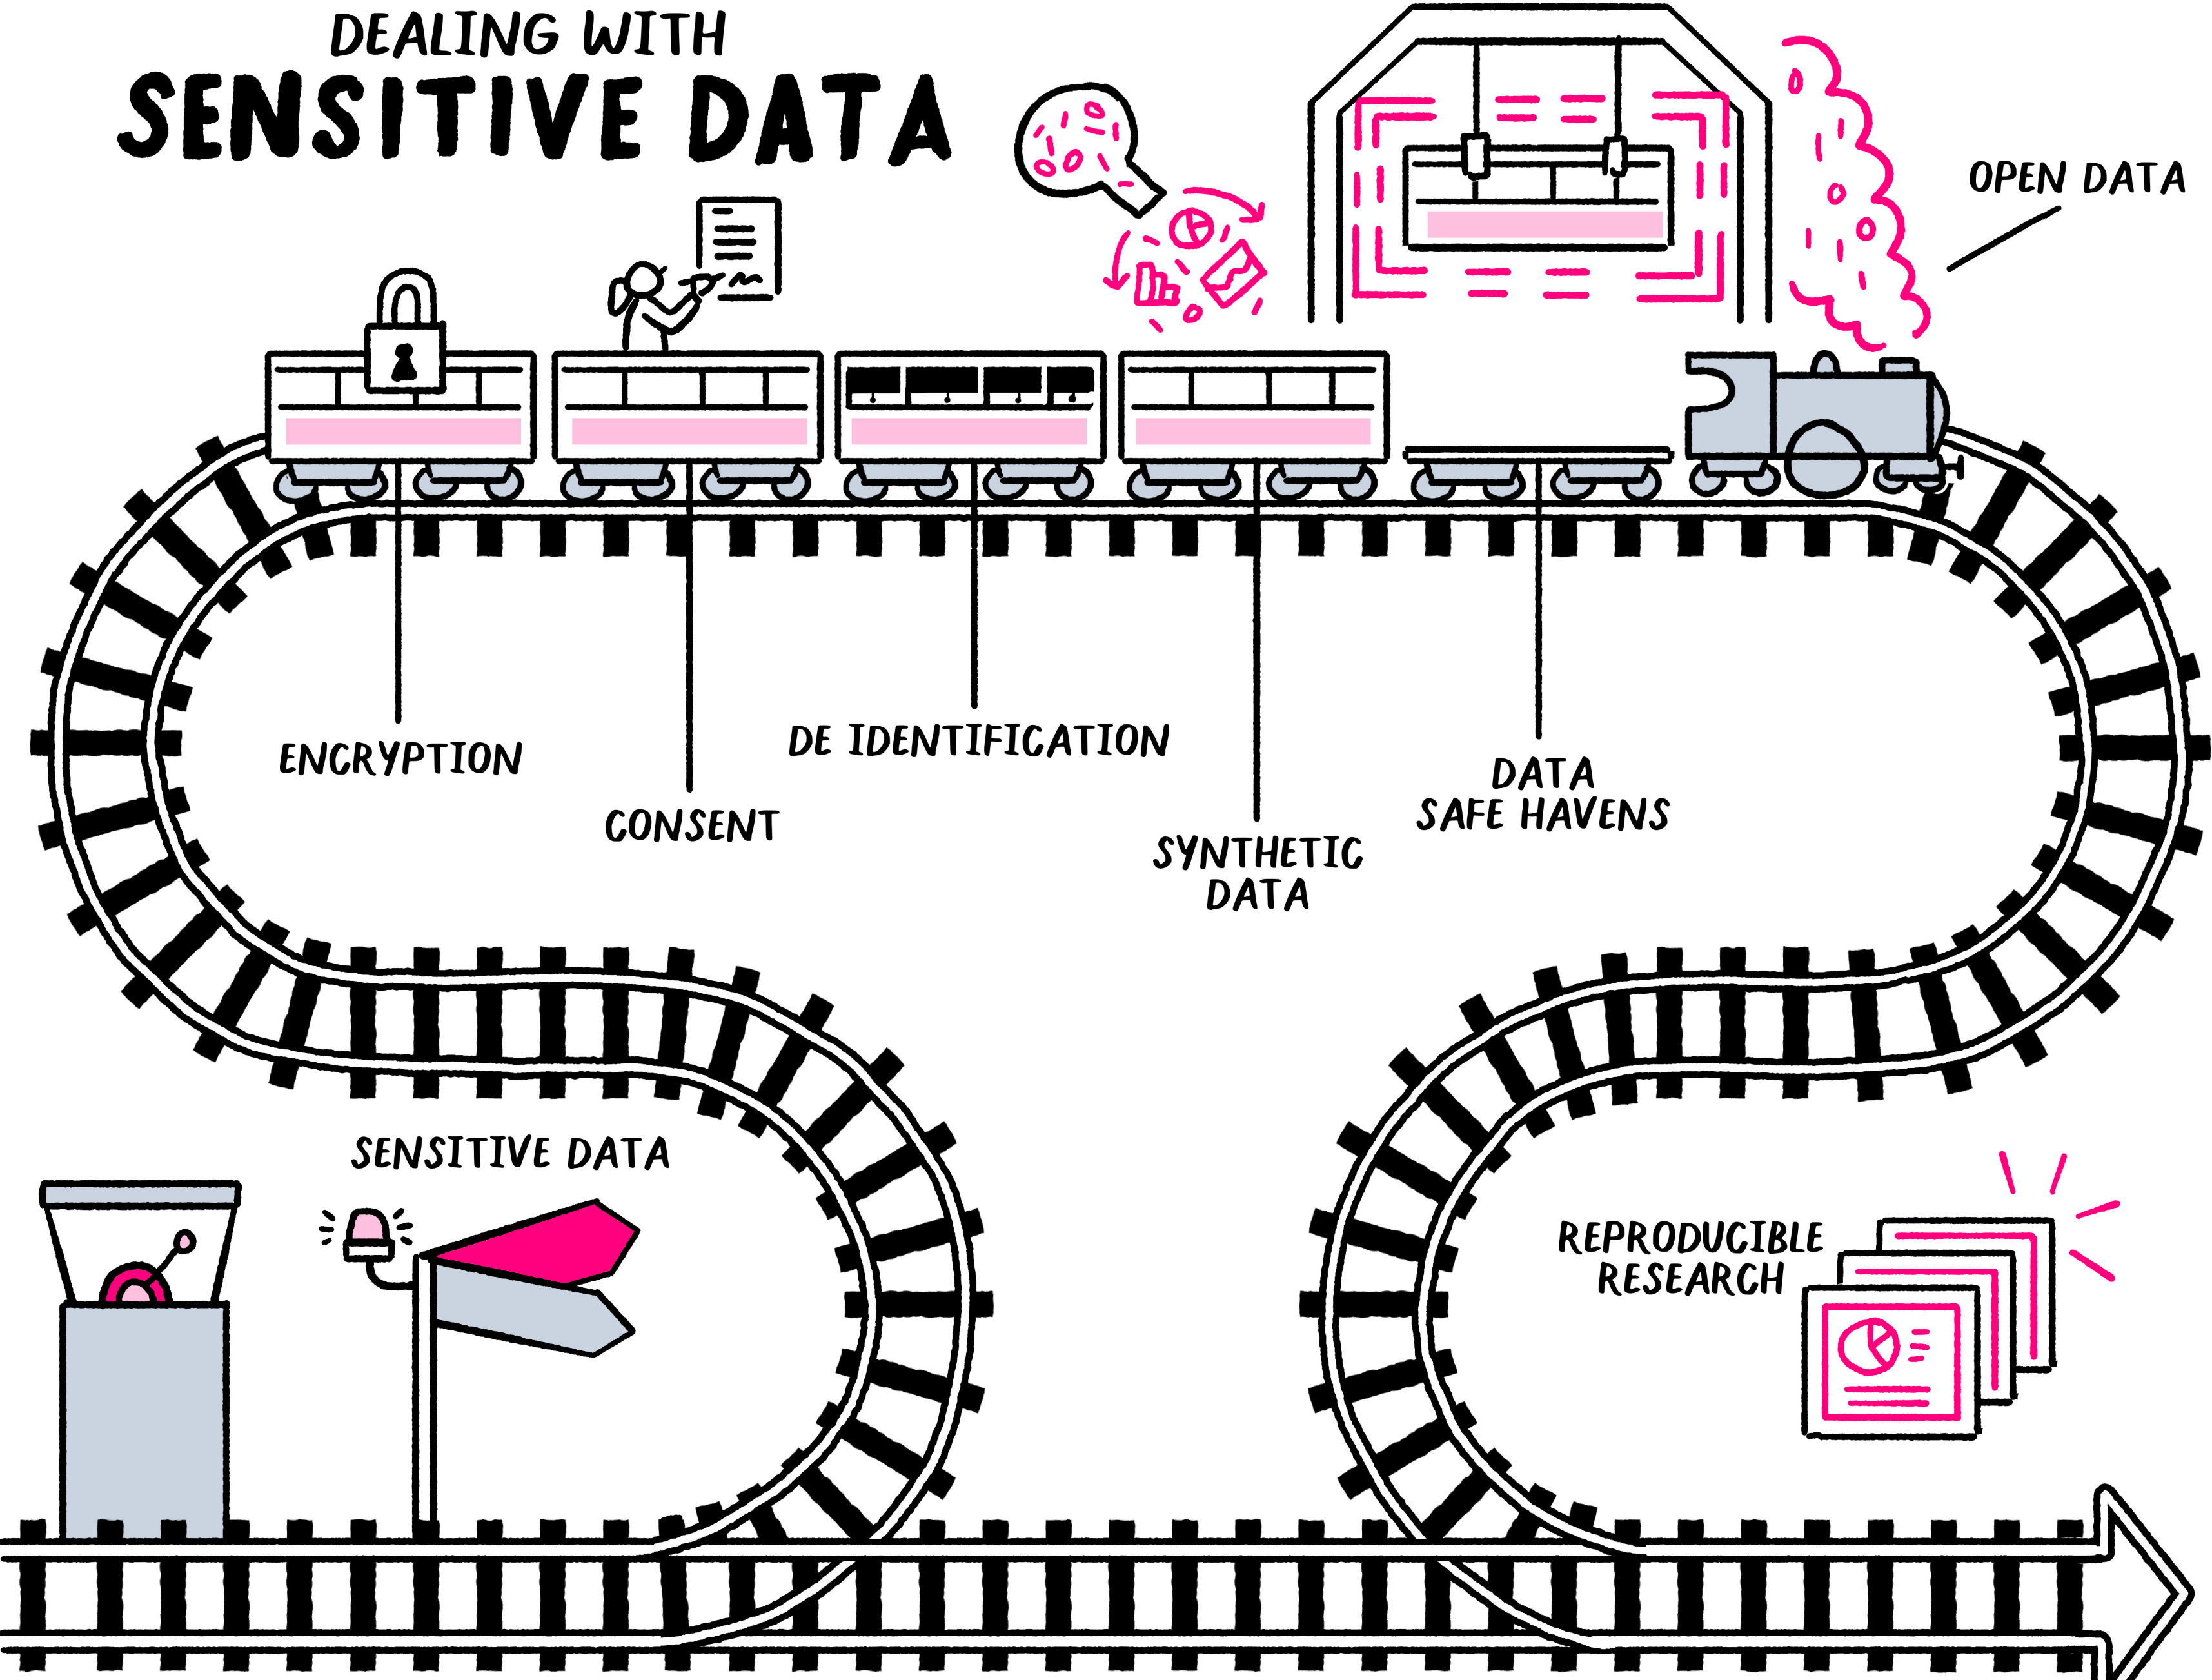 DEALING WITH
SENSITIVE DATA
OPEN DATA
ENCRYPTION
CONSENT
DE IDENTIFICATION
SYNTHETIC
DATA
DATA
SAFE HAVENS
SENSITIVE DATA
REPRODUCIBLE
RESEARCH